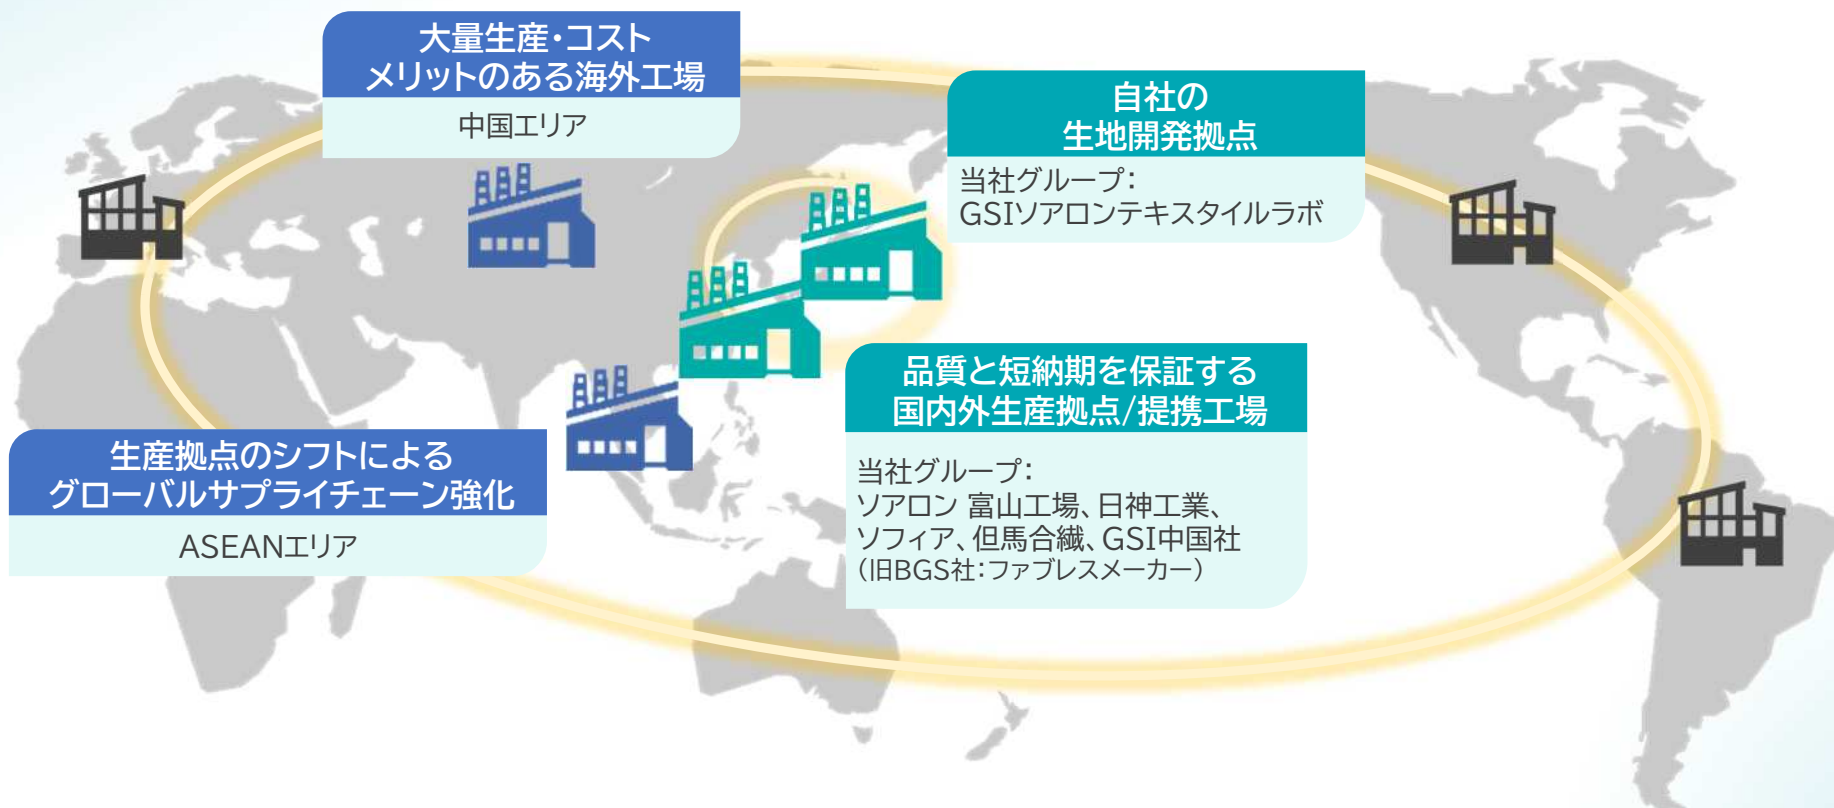 大量生産・コスト
メリットのある海外工場
中国エリア
自社の
生地開発拠点
当社グループ：
GSIソアロンテキスタイルラボ
品質と短納期を保証する
国内外生産拠点/提携工場
当社グループ：
ソアロン 富山工場、日神工業、
ソフィア、但馬合繊、GSI中国社
（旧BGS社：ファブレスメーカー）
生産拠点のシフトによる
グローバルサプライチェーン強化
ASEANエリア